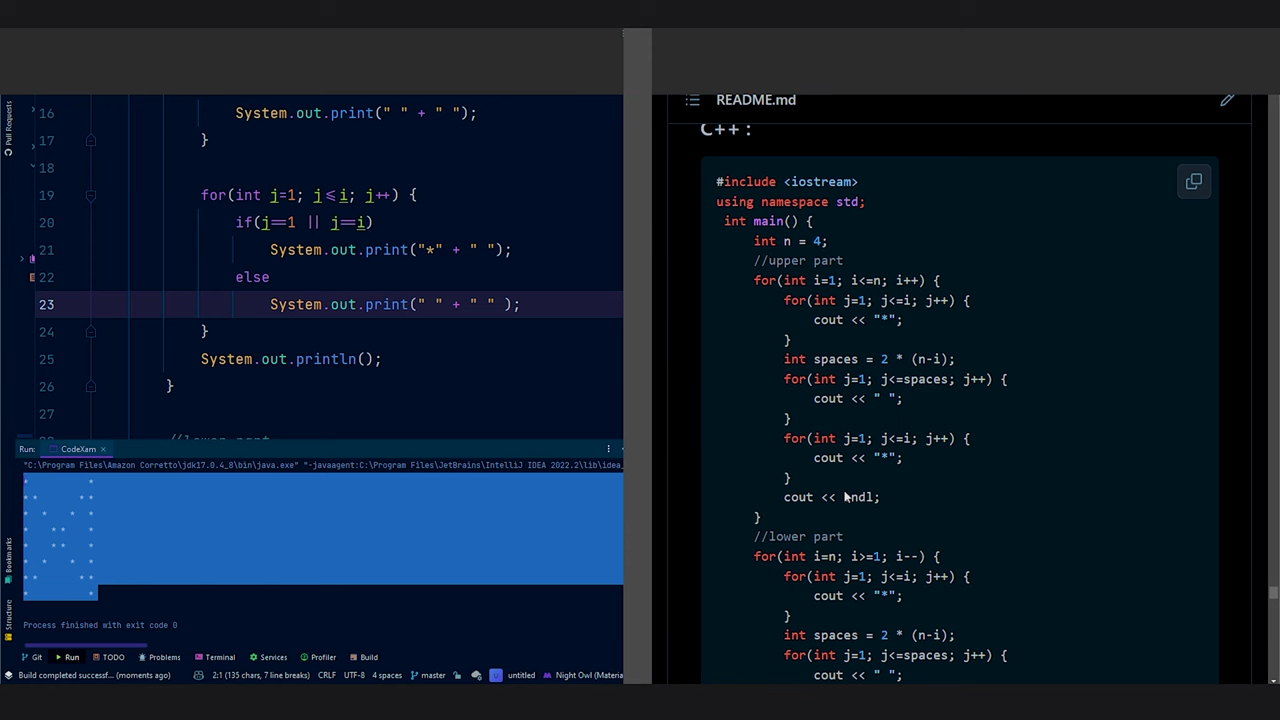 Pull Requests
16 System.out.print(" " + " ");
17 }
18
19 for(int j=1; j<=i; j++) {
20 if(j==1 || j==i)
21 System.out.print("*" + " ");
22 else
23 System.out.print(" " + " " );
24 }
25 System.out.println();
26 }
27
//lower part
Run: CodeXam ×
"C:\Program Files\Amazon Corretto\jdk17.0.4_8\bin\java.exe" "-javaagent:C:\Program Files\JetBrains\IntelliJ IDEA 2022.2\lib\idea_
* *
* * * *
* * * *
* * * *
* * * *
* * * *
* * * *
* *
Process finished with exit code 0
Bookmarks
Structure
Git Run TODO Problems Terminal Services Profiler Build
Build completed successf... (moments ago) 2:1 (135 chars, 7 line breaks) CRLF UTF-8 4 spaces master untitled Night Owl (Materia
README.md
C++ :
#include <iostream>
using namespace std;
int main() {
int n = 4;
//upper part
for(int i=1; i<=n; i++) {
for(int j=1; j<=i; j++) {
cout << "*";
}
int spaces = 2 * (n-i);
for(int j=1; j<=spaces; j++) {
cout << " ";
}
for(int j=1; j<=i; j++) {
cout << "*";
}
cout << endl;
}
//lower part
for(int i=n; i>=1; i--) {
for(int j=1; j<=i; j++) {
cout << "*";
}
int spaces = 2 * (n-i);
for(int j=1; j<=spaces; j++) {
cout << " ";